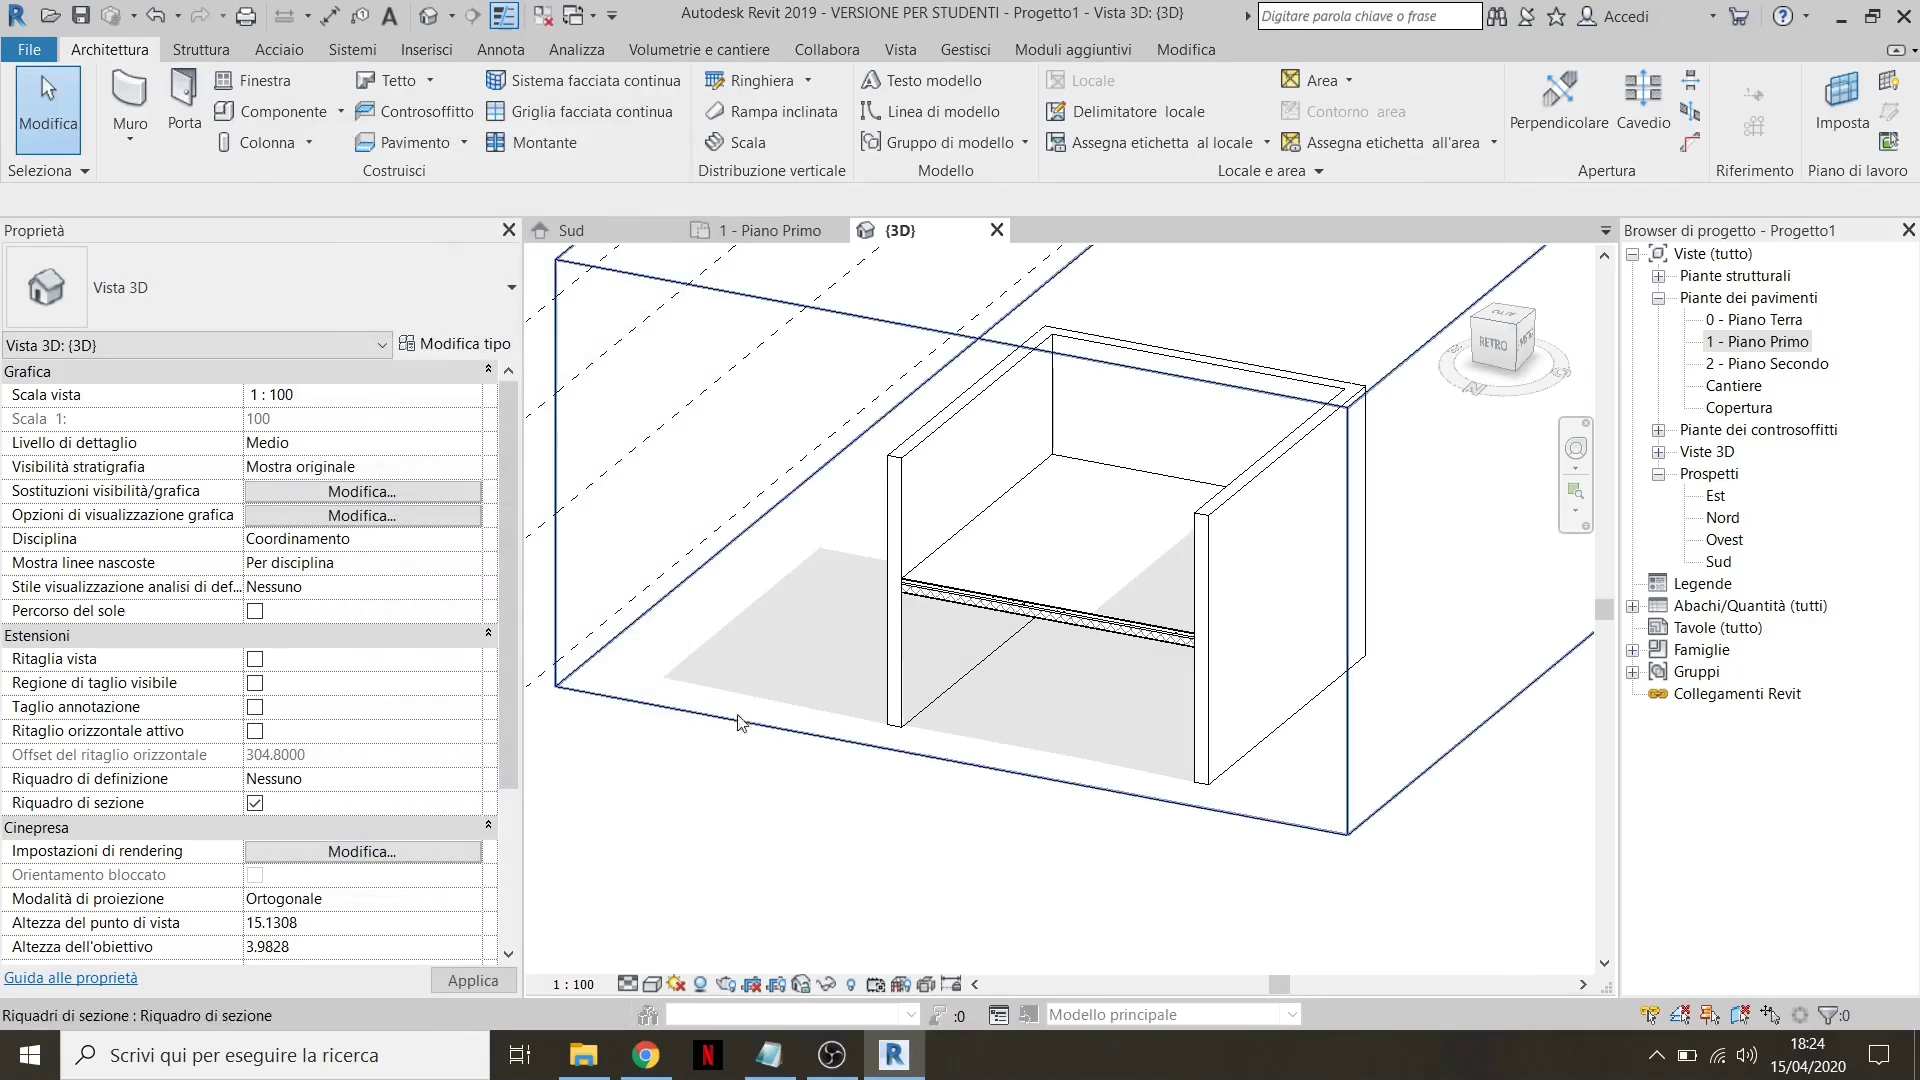 Autodesk Revit 2019 - VERSIONE PER STUDENTI - Progetto1 - Vista 3D: {3D}
Digitare parola chiave o frase
Accedi
File Architettura Struttura Acciaio Sistemi Inserisci Annota Analizza Volumetrie e cantiere Collabora Vista Gestisci Moduli aggiuntivi Modifica
Finestra Tetto Sistema facciata continua Ringhiera Testo modello Locale Area
Modifica Muro Porta Componente Controsoffitto Griglia facciata continua Rampa inclinata Linea di modello Delimitatore locale Contorno area Perpendicolare Cavedio Imposta
Colonna Pavimento Montante Scala Gruppo di modello Assegna etichetta al locale Assegna etichetta all'area
Seleziona Costruisci Distribuzione verticale Modello Locale e area Apertura Riferimento Piano di lavoro
Proprietà
Vista 3D
Vista 3D: {3D} Modifica tipo
Grafica
Scala vista 1 : 100
Scala 1: 100
Livello di dettaglio Medio
Visibilità stratigrafia Mostra originale
Sostituzioni visibilità/grafica Modifica...
Opzioni di visualizzazione grafica Modifica...
Disciplina Coordinamento
Mostra linee nascoste Per disciplina
Stile visualizzazione analisi di def... Nessuno
Percorso del sole
Estensioni
Ritaglia vista
Regione di taglio visibile
Taglio annotazione
Ritaglio orizzontale attivo
Offset del ritaglio orizzontale 304.8000
Riquadro di definizione Nessuno
Riquadro di sezione
Cinepresa
Impostazioni di rendering Modifica...
Orientamento bloccato
Modalità di proiezione Ortogonale
Altezza del punto di vista 15.1308
Altezza dell'obiettivo 3.9828
Guida alle proprietà Applica
Sud 1 - Piano Primo {3D}
RETRO
N
1 : 100
Browser di progetto - Progetto1
Viste (tutto)
Piante strutturali
Piante dei pavimenti
0 - Piano Terra
1 - Piano Primo
2 - Piano Secondo
Cantiere
Copertura
Piante dei controsoffitti
Viste 3D
Prospetti
Est
Nord
Ovest
Sud
Legende
Abachi/Quantità (tutti)
Tavole (tutto)
Famiglie
Gruppi
Collegamenti Revit
Riquadri di sezione : Riquadro di sezione
:0
Modello principale
:0
Scrivi qui per eseguire la ricerca
18:24
15/04/2020